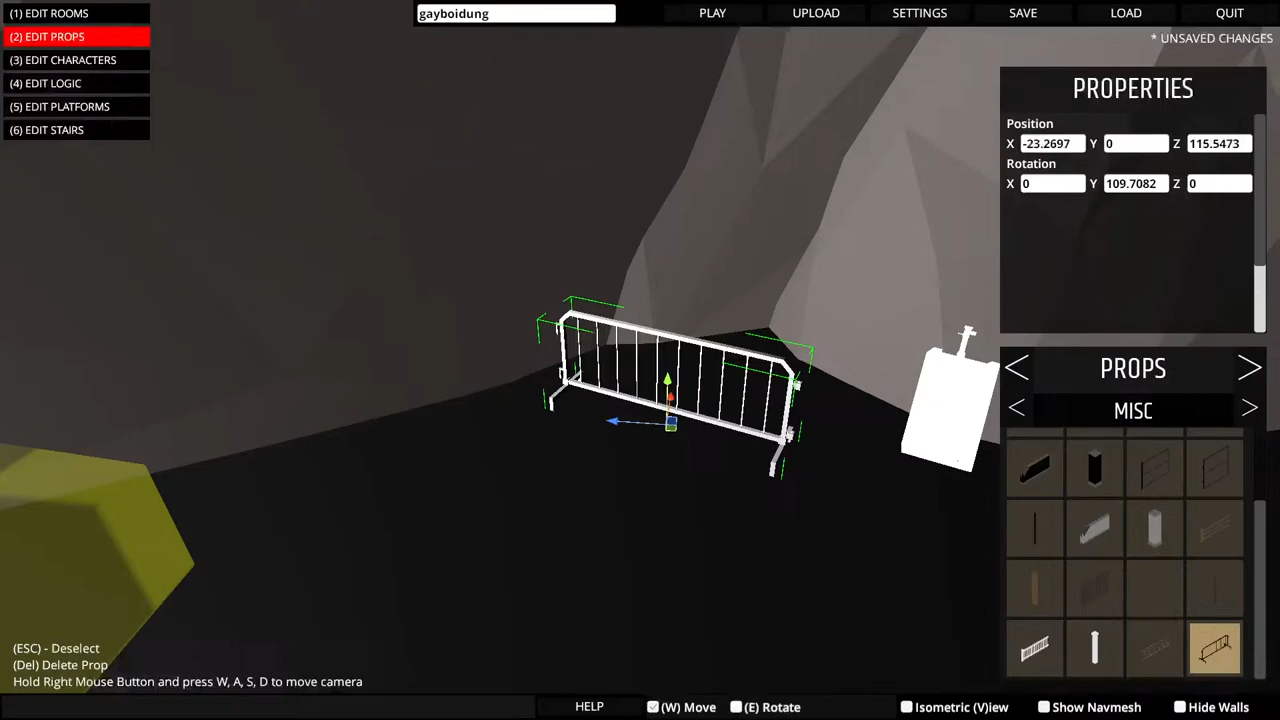 (1) EDIT ROOMS
(2) EDIT PROPS
(3) EDIT CHARACTERS
(4) EDIT LOGIC
(5) EDIT PLATFORMS
(6) EDIT STAIRS
gayboidung
PLAY
UPLOAD
SETTINGS
SAVE
LOAD
QUIT
* UNSAVED CHANGES
PROPERTIES
Position
X -23.2697 Y 0 Z 115.5473
Rotation
X 0 Y 109.7082 Z 0
< PROPS >
< MISC >
(ESC) - Deselect
(Del) Delete Prop
Hold Right Mouse Button and press W, A, S, D to move camera
HELP
(W) Move
(E) Rotate
Isometric (V)iew
Show Navmesh
Hide Walls